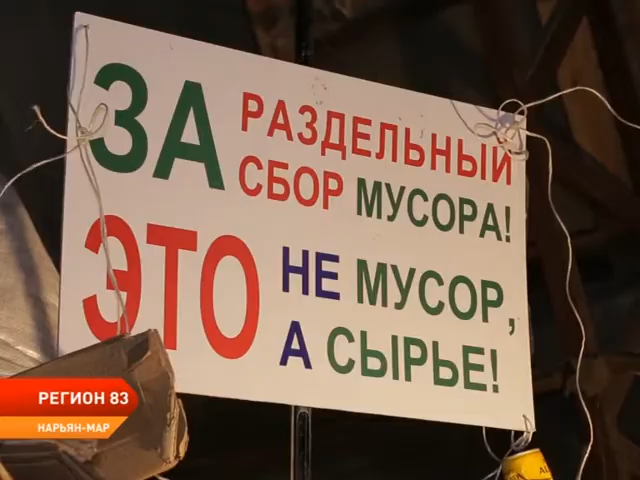 ЗА РАЗДЕЛЬНЫЙ
СБОР МУСОРА!
ЭТО НЕ МУСОР,
А СЫРЬЕ!
РЕГИОН 83
НАРЬЯН-МАР